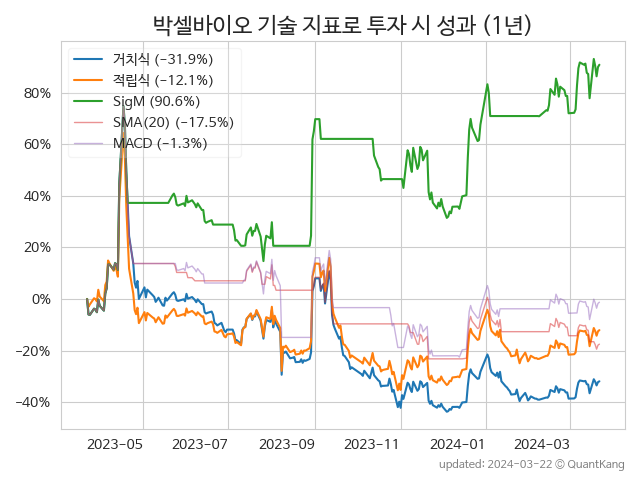 박셀바이오 기술 지표로 투자 시 성과 (1년)
거치식 (−31.9%)
적립식 (−12.1%)
SigM (90.6%)
SMA(20) (−17.5%)
MACD (−1.3%)
80%
60%
40%
20%
0%
−20%
−40%
2023-05
2023-07
2023-09
2023-11
2024-01
2024-03
updated: 2024-03-22 © QuantKang